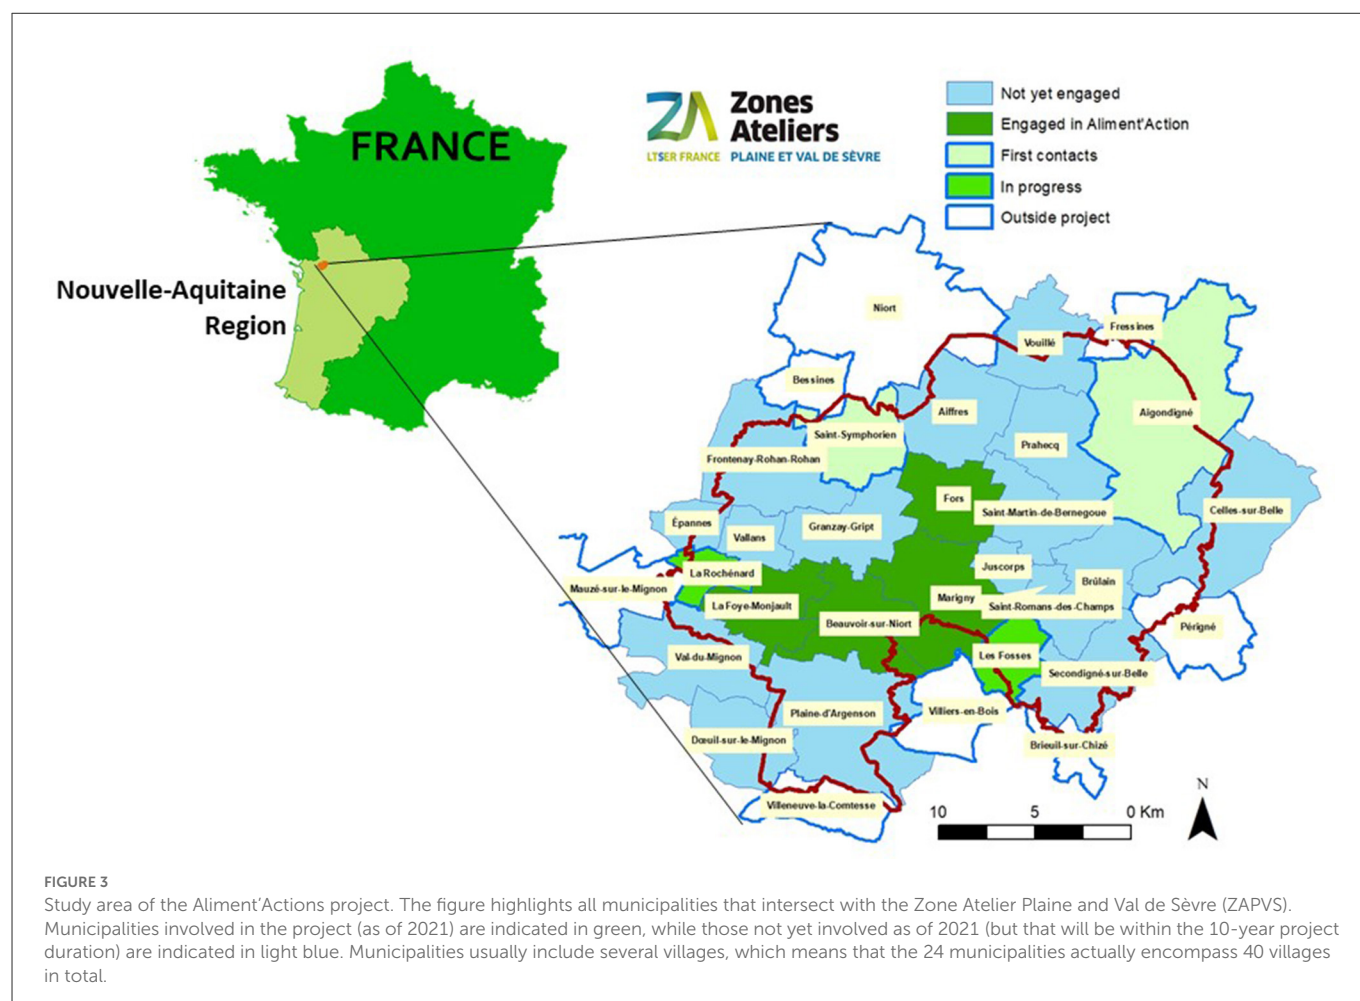 FRANCE
Nouvelle-Aquitaine
Region
ZA
Zones
Ateliers
LTSER FRANCE
PLAINE ET VAL DE SÈVRE
Not yet engaged
Engaged in Aliment'Action
First contacts
In progress
Outside project
Niort
Fressines
Vouillé
Bessines
Aiffres
Aigondigné
Saint-Symphorien
Prahecq
Frontenay-Rohan-Rohan
Fors
Saint-Martin-de-Bernegoue
Celles-sur-Belle
Épannes
Granzay-Gript
Vallans
Juscorps
La Rochénard
Brûlain
Mauzé-sur-le-Mignon
Marigny
La Foye-Monjault
Saint-Romans-des-Champs
Beauvoir-sur-Niort
Périgné
Val-du-Mignon
Les Fosses
Secondigné-sur-Belle
Plaine-d'Argenson
Villiers-en-Bois
Dœuil-sur-le-Mignon
Brieuil-sur-Chizé
Villeneuve-la-Comtesse
N
10 5 0 Km
FIGURE 3
Study area of the Aliment'Actions project. The figure highlights all municipalities that intersect with the Zone Atelier Plaine and Val de Sèvre (ZAPVS).
Municipalities involved in the project (as of 2021) are indicated in green, while those not yet involved as of 2021 (but that will be within the 10-year project
duration) are indicated in light blue. Municipalities usually include several villages, which means that the 24 municipalities actually encompass 40 villages
in total.